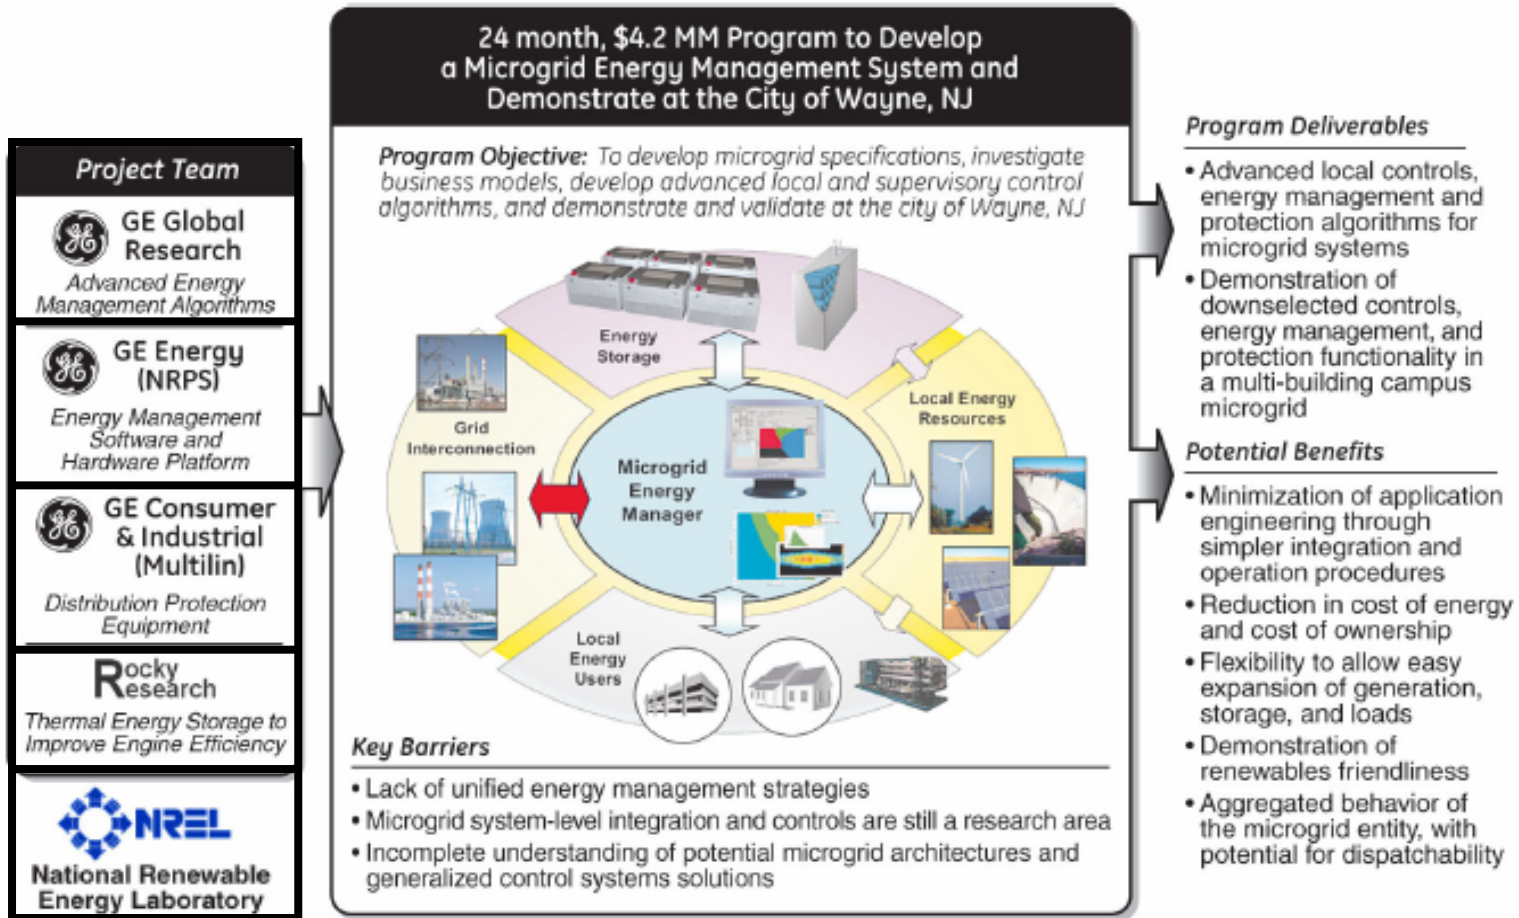 24 month, $4.2 MM Program to Develop
a Microgrid Energy Management System and
Demonstrate at the City of Wayne, NJ
Project Team
GE Global
Research
Advanced Energy
Management Algorithms
GE Energy
(NRPS)
Energy Management
Software and
Hardware Platform
GE Consumer
& Industrial
(Multilin)
Distribution Protection
Equipment
Rocky
Research
Thermal Energy Storage to
Improve Engine Efficiency
NREL
National Renewable
Energy Laboratory
Program Objective: To develop microgrid specifications, investigate
business models, develop advanced local and supervisory control
algorithms, and demonstrate and validate at the city of Wayne, NJ
Energy
Storage
Grid
Interconnection
Microgrid
Energy
Manager
Local Energy
Resources
Local
Energy
Users
Key Barriers
• Lack of unified energy management strategies
• Microgrid system-level integration and controls are still a research area
• Incomplete understanding of potential microgrid architectures and
generalized control systems solutions
Program Deliverables
• Advanced local controls,
energy management and
protection algorithms for
microgrid systems
• Demonstration of
downselected controls,
energy management, and
protection functionality in
a multi-building campus
microgrid
Potential Benefits
• Minimization of application
engineering through
simpler integration and
operation procedures
• Reduction in cost of energy
and cost of ownership
• Flexibility to allow easy
expansion of generation,
storage, and loads
• Demonstration of
renewables friendliness
• Aggregated behavior of
the microgrid entity, with
potential for dispatchability